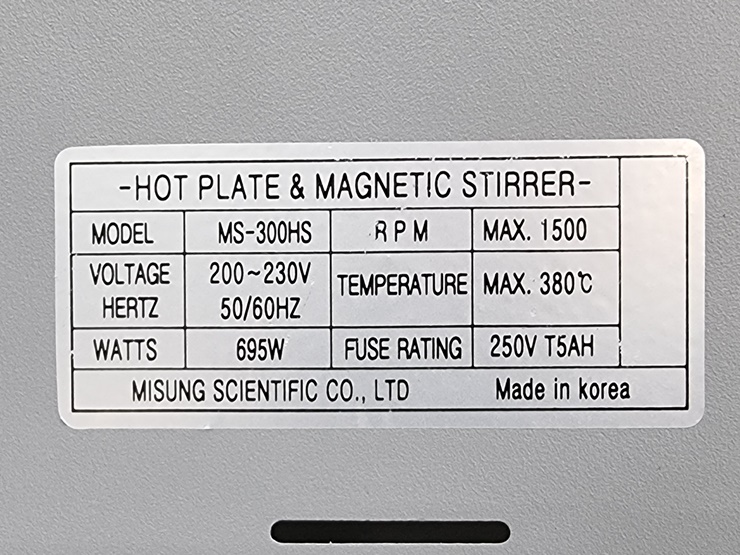 -HOT PLATE & MAGNETIC STIRRER-
MODEL MS-300HS RPM MAX. 1500
VOLTAGE HERTZ 200~230V 50/60HZ TEMPERATURE MAX. 380℃
WATTS 695W FUSE RATING 250V T5AH
MISUNG SCIENTIFIC CO., LTD Made in korea